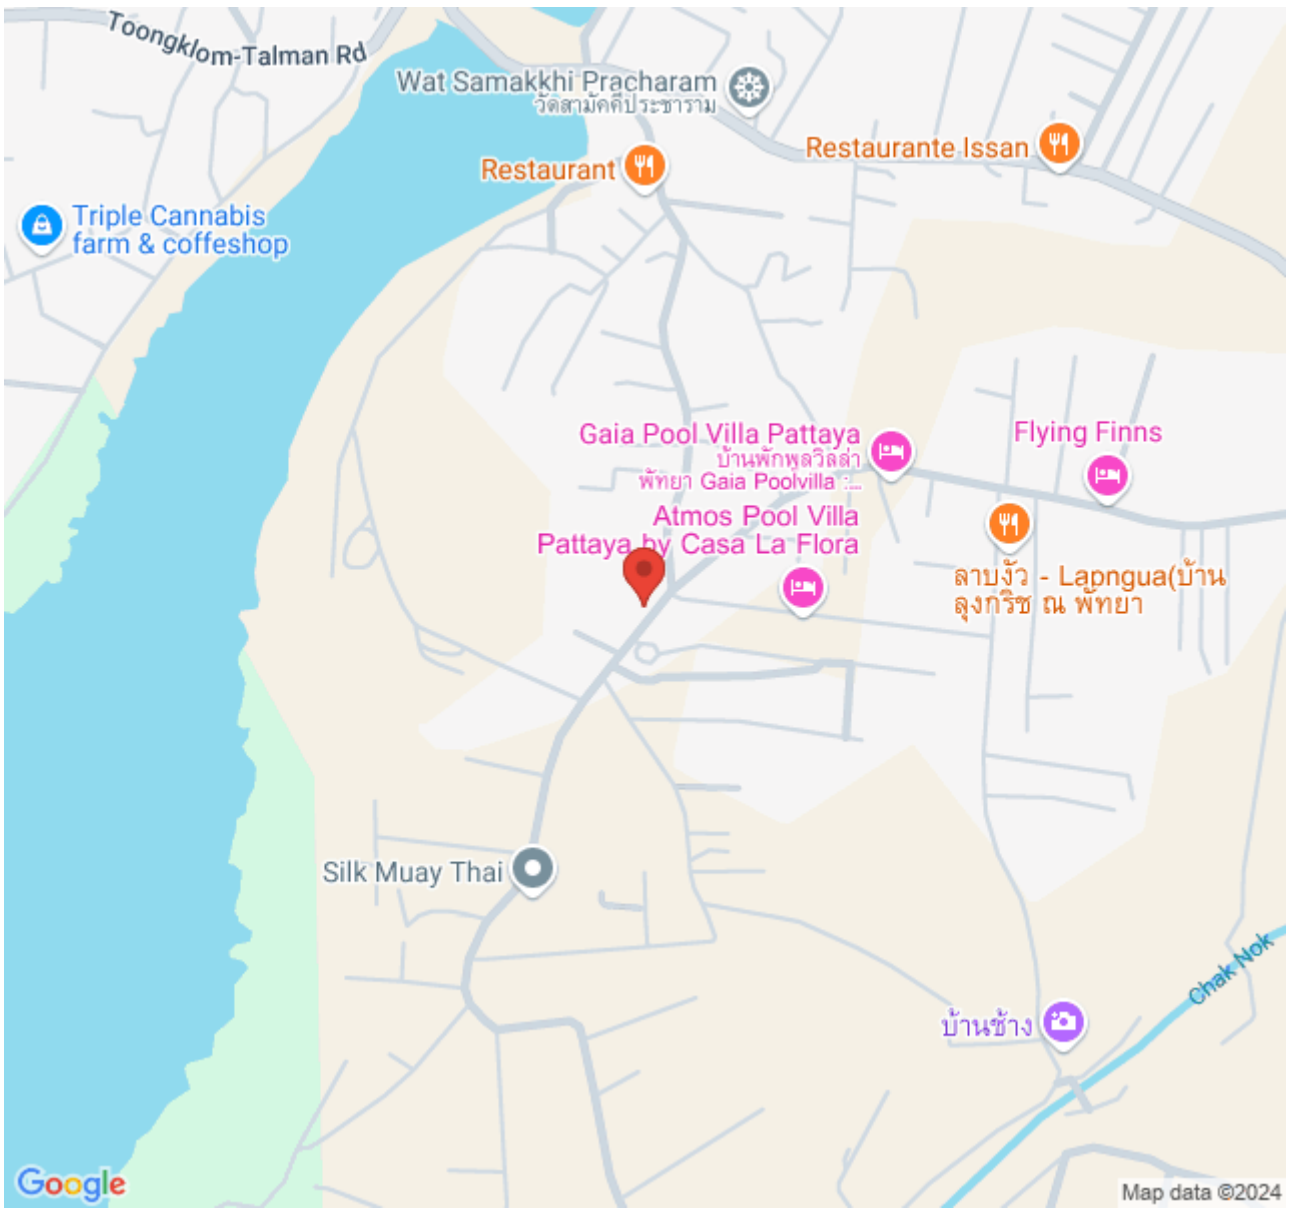 Toongklom-Talman Rd
Wat Samakkhi Pracharam
วัดสามัคคีประชาราม
Restaurante Issan
Restaurant
Triple Cannabis
farm & coffeshop
Gaia Pool Villa Pattaya
บ้านพักพูลวิลล่า
พัทยา Gaia Poolvilla :...
Flying Finns
Atmos Pool Villa
Pattaya by Casa La Flora
ลาบงัว - Lapngua(บ้าน
ลุงกริช ณ พัทยา
Silk Muay Thai
Chak Nok
บ้านช้าง
Google
Map data ©2024